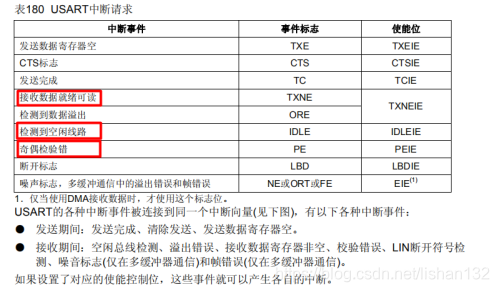 表180 USART中断请求
中断事件 事件标志 使能位
发送数据寄存器空 TXE TXEIE
CTS标志 CTS CTSIE
发送完成 TC TCIE
接收数据就绪可读 TXNE TXNEIE
检测到数据溢出 ORE
检测到空闲线路 IDLE IDLEIE
奇偶检验错 PE PEIE
断开标志 LBD LBDIE
噪声标志，多缓冲通信中的溢出错误和帧错误 NE或ORT或FE EIE(1)
1. 仅当使用DMA接收数据时，才使用这个标志位。
USART的各种中断事件被连接到同一个中断向量(见下图)，有以下各种中断事件：
● 发送期间：发送完成、清除发送、发送数据寄存器空。
● 接收期间：空闲总线检测、溢出错误、接收数据寄存器非空、校验错误、LIN断开符号检
测、噪音标志(仅在多缓冲器通信)和帧错误(仅在多缓冲器通信)。
如果设置了对应的使能控制位，这些事件就可以产生各自的中断。
https://blog.csdn.net/lishan132